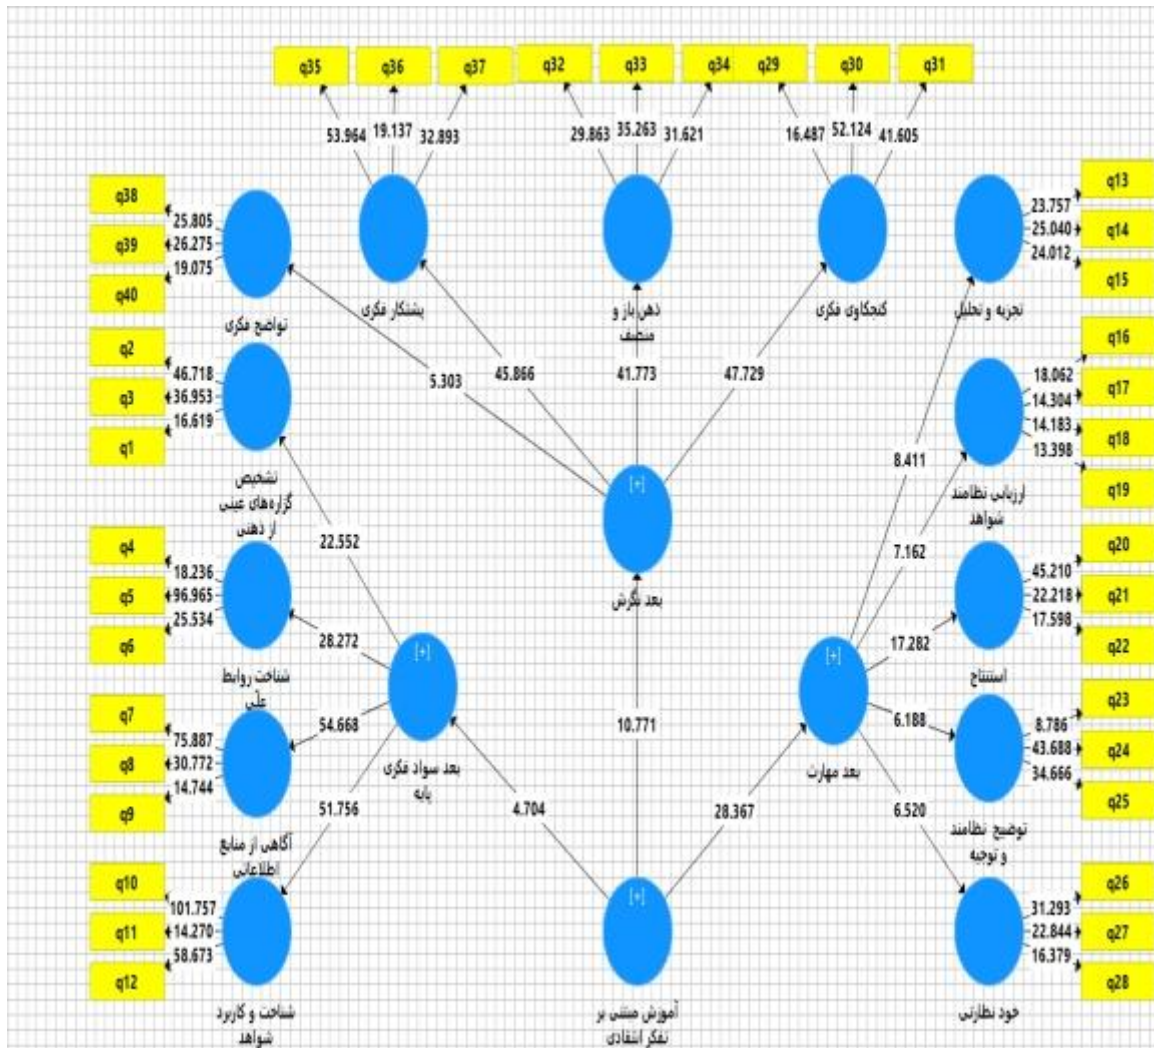 q35 q36 q37 q32 q33 q34 q29 q30 q31
53.964 19.137 32.893 29.863 35.263 31.621 16.487 52.124 41.605
q38
q39
q40
25.805
26.275
19.075
q13
q14
q15
23.757
25.040
24.012
تواضع فکری
پشتکار فکری
ذهن باز و
منصف
کنجکاوی فکری
تجزیه و تحلیل
q2
q3
q1
46.718
36.953
16.619
5.303
45.866
41.773
47.729
q16
q17
q18
q19
18.062
14.304
14.183
13.398
تشخیص
گزاره‌های عینی
از ذهنی
[+]
بعد نگرش
8.411
7.162
ارزیابی نظامند
شواهد
q4
q5
q6
18.236
96.965
25.534
22.552
28.272
q20
q21
q22
45.210
22.218
17.598
17.282
شناخت روابط
علّی
[+]
بعد سواد فکری
پایه
[+]
بعد مهارت
استنتاج
q7
q8
q9
75.887
30.772
14.744
54.668
51.756
10.771
6.188
6.520
q23
q24
q25
8.786
43.688
34.666
آگاهی از منابع
اطلاعاتی
4.704
28.367
توضیح نظامند
و توجیه
q10
q11
q12
101.757
14.270
58.673
[+]
q26
q27
q28
31.293
22.844
16.379
شناخت و کاربرد
شواهد
آموزش مبتنی بر
تفکر انتقادی
خود نظارتی